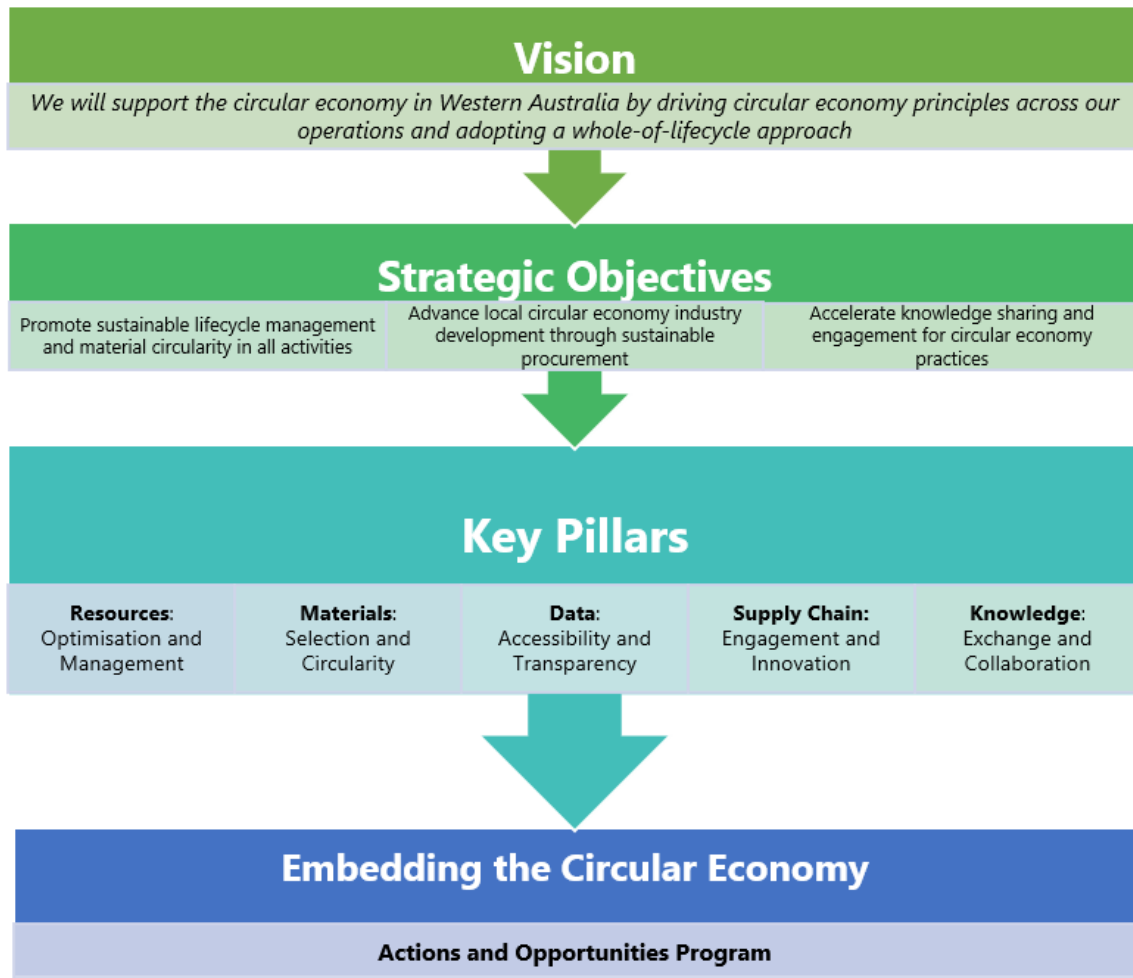 Vision
We will support the circular economy in Western Australia by driving circular economy principles across our
operations and adopting a whole-of-lifecycle approach
Strategic Objectives
Promote sustainable lifecycle management
and material circularity in all activities
Advance local circular economy industry
development through sustainable
procurement
Accelerate knowledge sharing and
engagement for circular economy
practices
Key Pillars
Resources:
Optimisation and
Management
Materials:
Selection and
Circularity
Data:
Accessibility and
Transparency
Supply Chain:
Engagement and
Innovation
Knowledge:
Exchange and
Collaboration
Embedding the Circular Economy
Actions and Opportunities Program